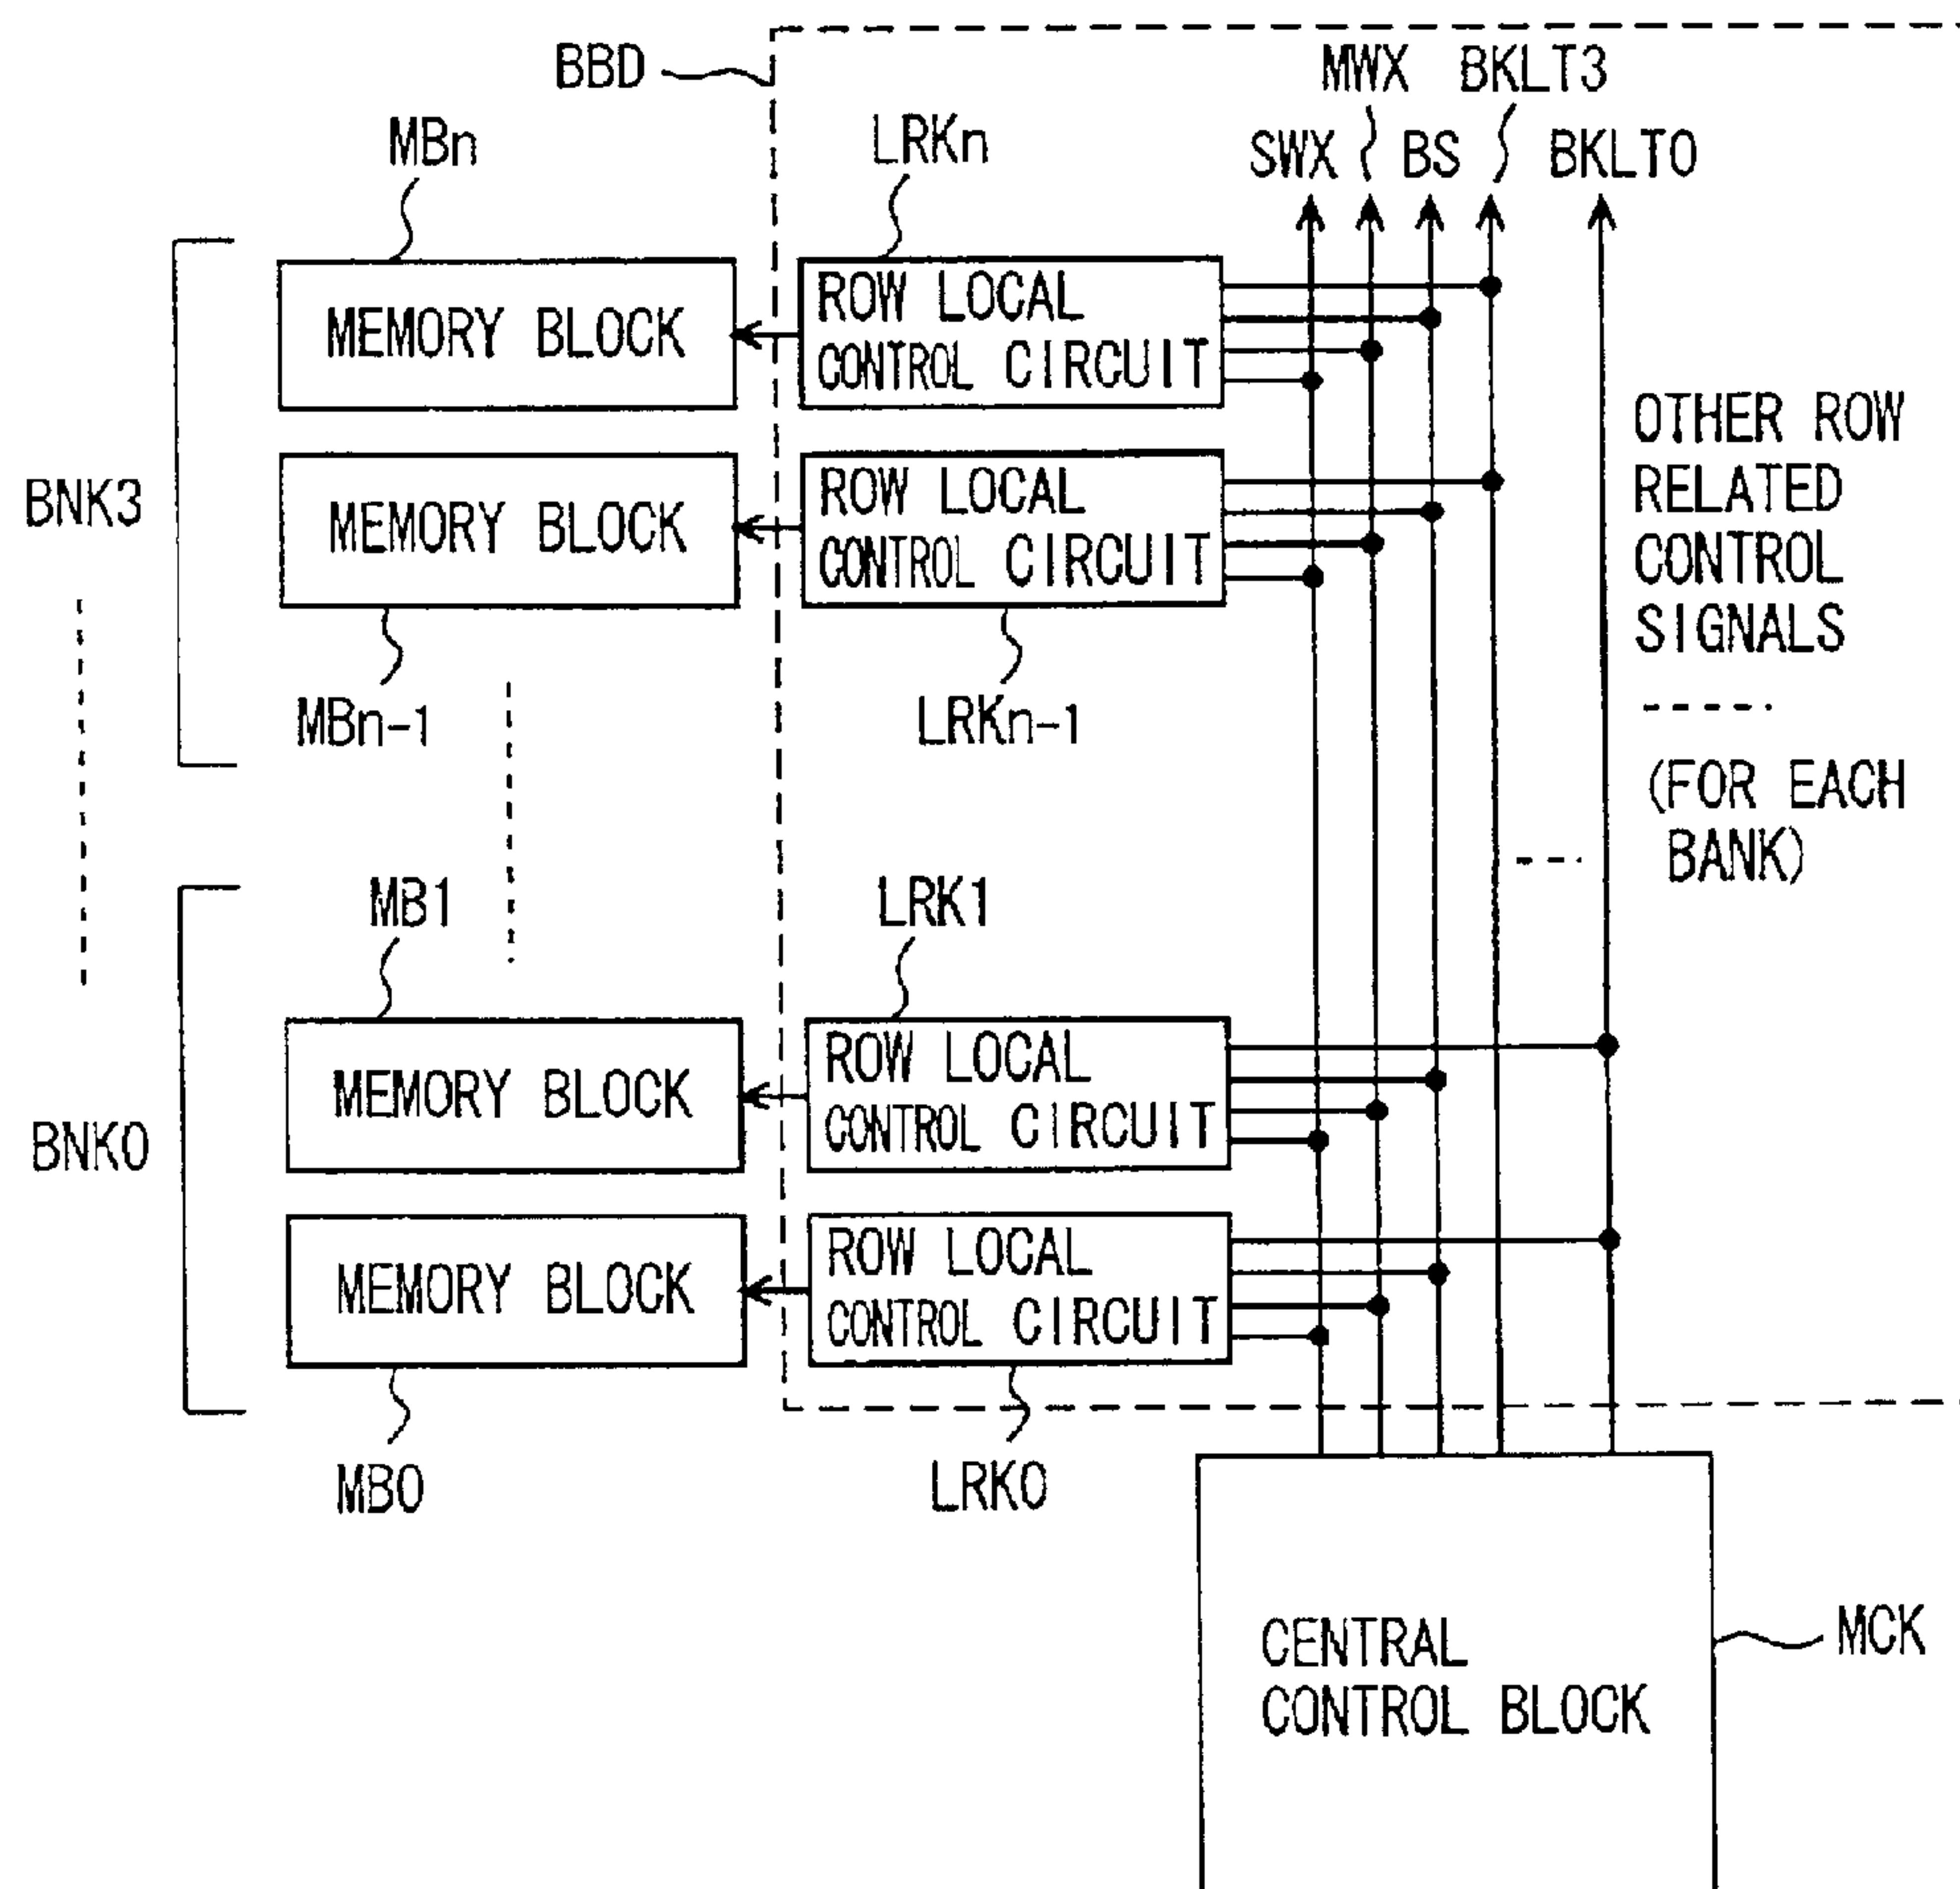 BBD
MWX
BKLT3
MBn
LRKn
SWX
BS
BKLT0
MEMORY BLOCK
ROW LOCAL
CONTROL CIRCUIT
OTHER ROW
RELATED
CONTROL
SIGNALS
(FOR EACH
BANK)
BNK3
MEMORY BLOCK
ROW LOCAL
CONTROL CIRCUIT
MBn-1
LRKn-1
MB1
LRK1
MEMORY BLOCK
ROW LOCAL
CONTROL CIRCUIT
BNK0
MEMORY BLOCK
ROW LOCAL
CONTROL CIRCUIT
MB0
LRK0
CENTRAL
CONTROL BLOCK
MCK